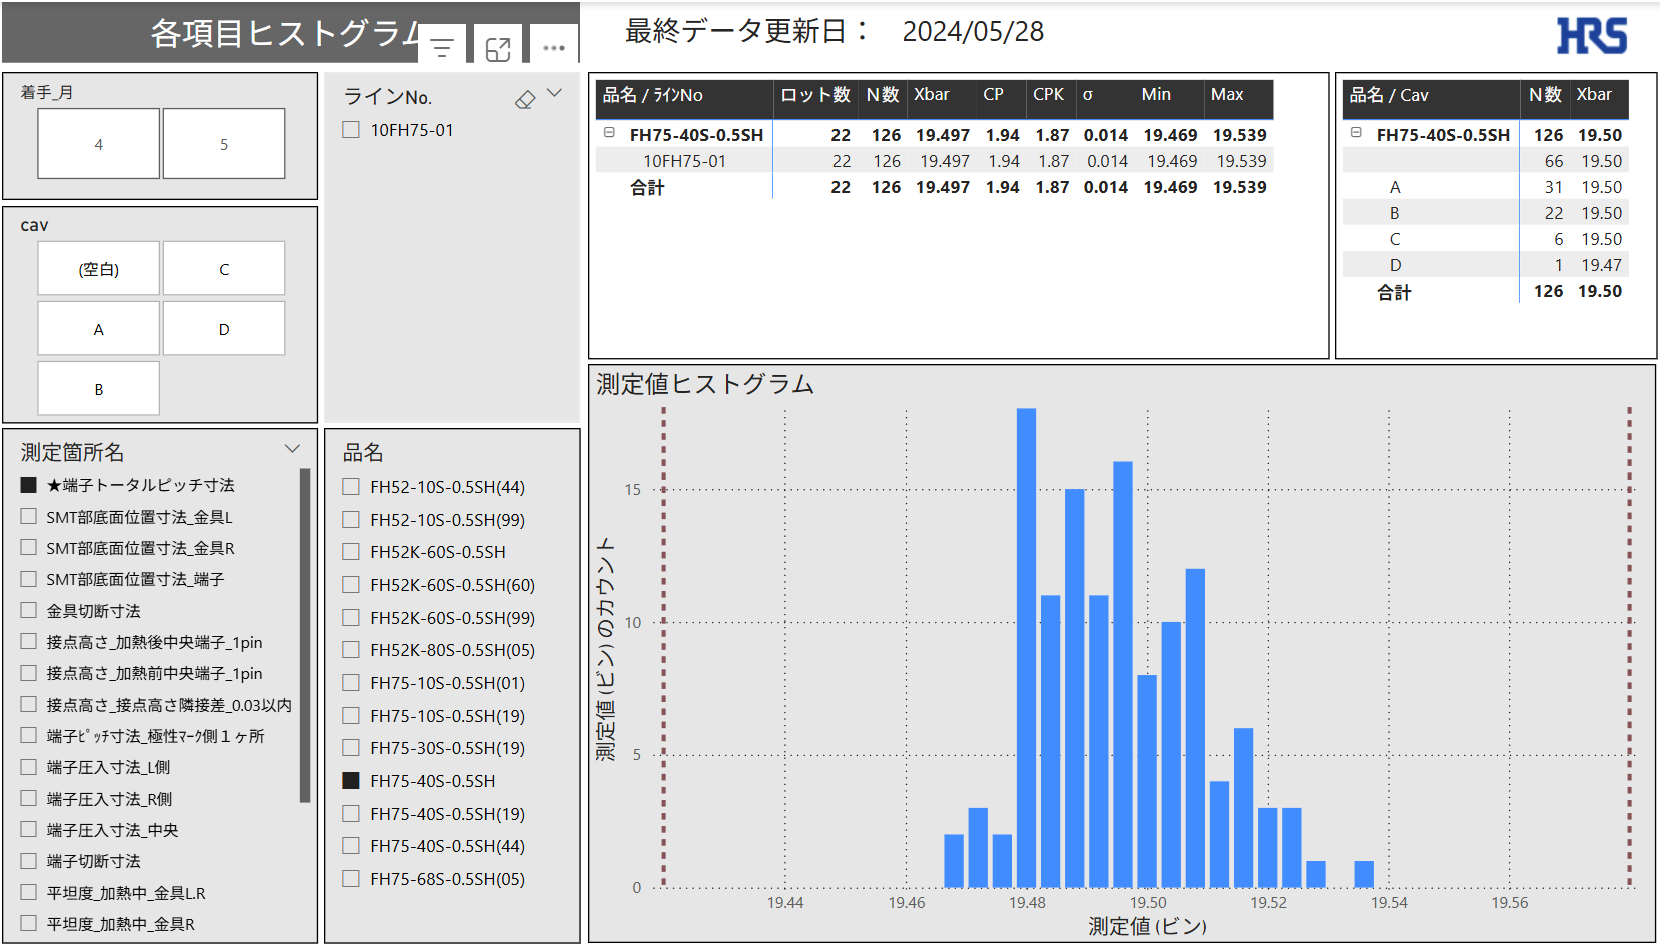 各項目ヒストグラム
最終データ更新日： 2024/05/28
HRS
着手_月
4 5
cav
(空白) C
A D
B
ラインNo.
10FH75-01
測定箇所名
★端子トータルピッチ寸法
SMT部底面位置寸法_金具L
SMT部底面位置寸法_金具R
SMT部底面位置寸法_端子
金具切断寸法
接点高さ_加熱後中央端子_1pin
接点高さ_加熱前中央端子_1pin
接点高さ_接点高さ隣接差_0.03以内
端子ﾋﾟｯﾁ寸法_極性ﾏｰｸ側１ヶ所
端子圧入寸法_L側
端子圧入寸法_R側
端子圧入寸法_中央
端子切断寸法
平坦度_加熱中_金具L.R
平坦度_加熱中_金具R
品名
FH52-10S-0.5SH(44)
FH52-10S-0.5SH(99)
FH52K-60S-0.5SH
FH52K-60S-0.5SH(60)
FH52K-60S-0.5SH(99)
FH52K-80S-0.5SH(05)
FH75-10S-0.5SH(01)
FH75-10S-0.5SH(19)
FH75-30S-0.5SH(19)
FH75-40S-0.5SH
FH75-40S-0.5SH(19)
FH75-40S-0.5SH(44)
FH75-68S-0.5SH(05)
品名 / ﾗｲﾝNo ロット数 N数 Xbar CP CPK σ Min Max
FH75-40S-0.5SH 22 126 19.497 1.94 1.87 0.014 19.469 19.539
10FH75-01 22 126 19.497 1.94 1.87 0.014 19.469 19.539
合計 22 126 19.497 1.94 1.87 0.014 19.469 19.539
品名 / Cav N数 Xbar
FH75-40S-0.5SH 126 19.50
66 19.50
A 31 19.50
B 22 19.50
C 6 19.50
D 1 19.47
合計 126 19.50
測定値ヒストグラム
測定値 (ビン) のカウント
15
10
5
0
19.44 19.46 19.48 19.50 19.52 19.54 19.56
測定値 (ビン)